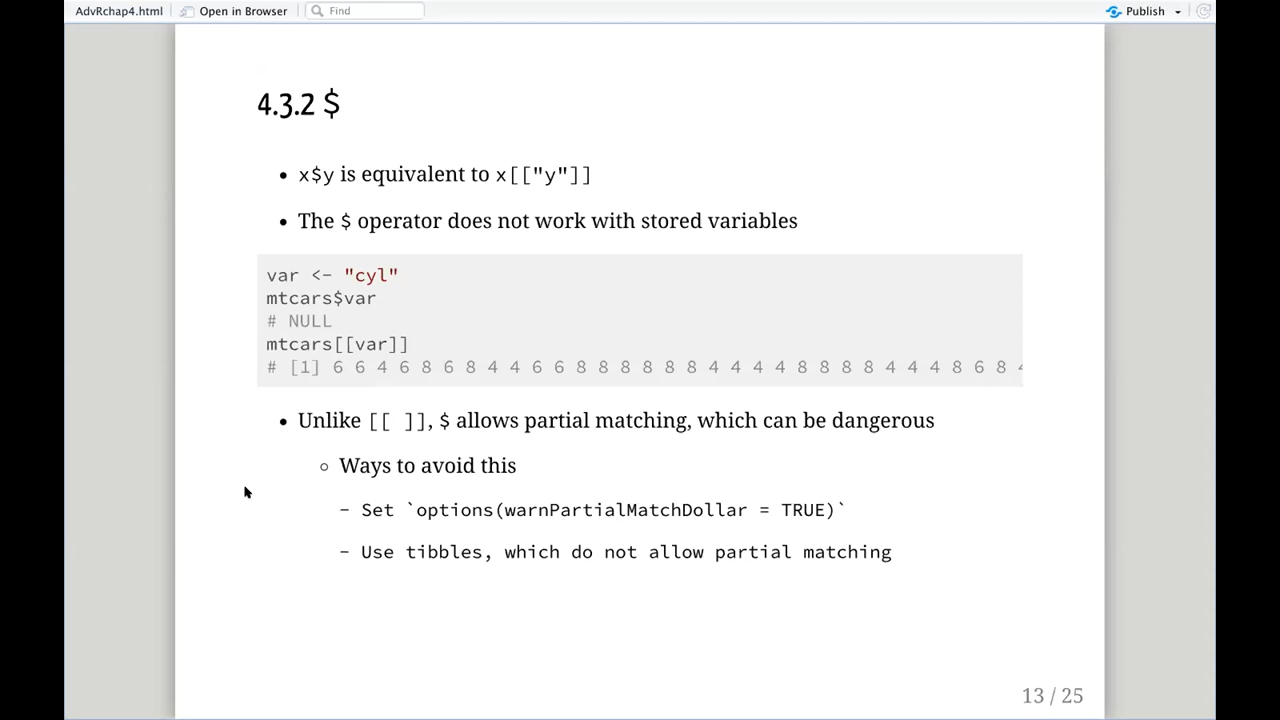 AdvRchap4.html Open in Browser Find Publish
4.3.2 $
• x$y is equivalent to x[["y"]]
• The $ operator does not work with stored variables
var <- "cyl"
mtcars$var
# NULL
mtcars[[var]]
# [1] 6 6 4 6 8 6 8 4 4 6 6 8 8 8 8 8 8 4 4 4 4 8 8 8 8 4 4 4 8 6 8 4
• Unlike [[ ]], $ allows partial matching, which can be dangerous
○ Ways to avoid this
– Set `options(warnPartialMatchDollar = TRUE)`
– Use tibbles, which do not allow partial matching
13 / 25